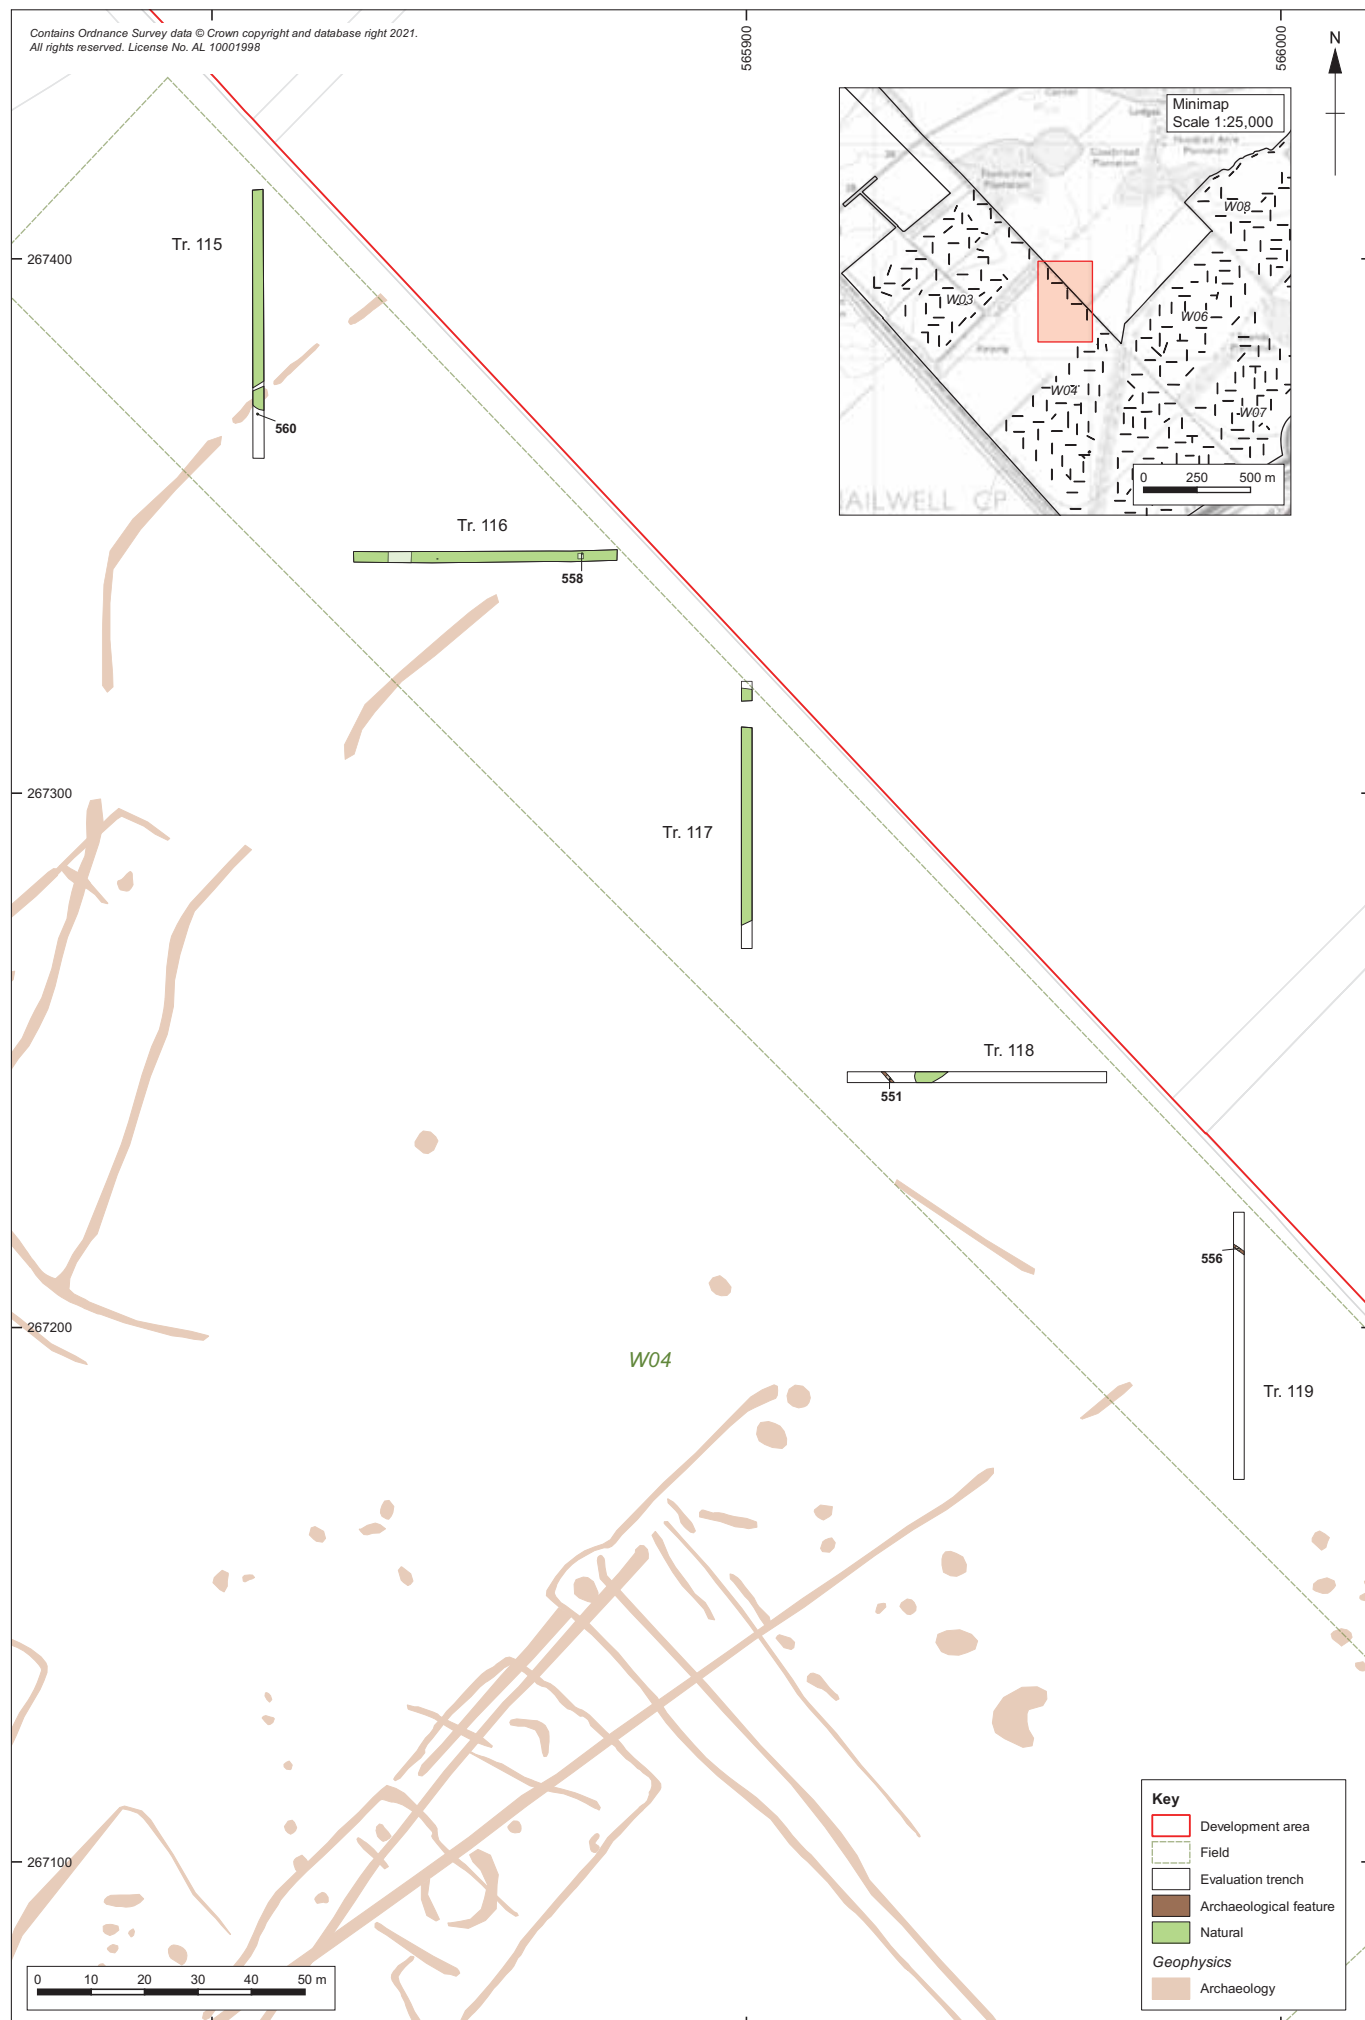 Contains Ordnance Survey data © Crown copyright and database right 2021.
All rights reserved. License No. AL 10001998
565900
566000
N
Minimap
Scale 1:25,000
Plantation
Plantation
Plantation
W08
W03
W06
W04
W07
AILWELL CP
0 250 500 m
267400
Tr. 115
560
Tr. 116
558
267300
Tr. 117
Tr. 118
551
556
267200
W04
Tr. 119
267100
Key
Development area
Field
Evaluation trench
Archaeological feature
Natural
Geophysics
Archaeology
0 10 20 30 40 50 m